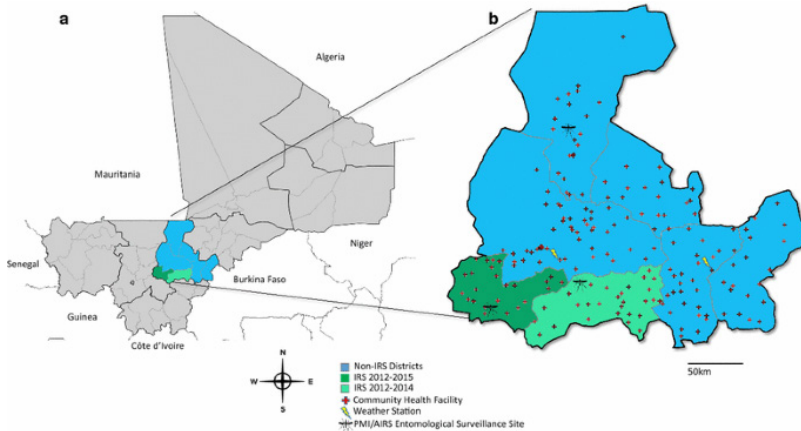 a
b
Algeria
Mauritania
Niger
Senegal
Burkina Faso
Guinea
Côte d'Ivoire
50km
N
W
E
S
Non-IRS Districts
IRS 2012-2015
IRS 2012-2014
Community Health Facility
Weather Station
PMI/AIRS Entomological Surveillance Site